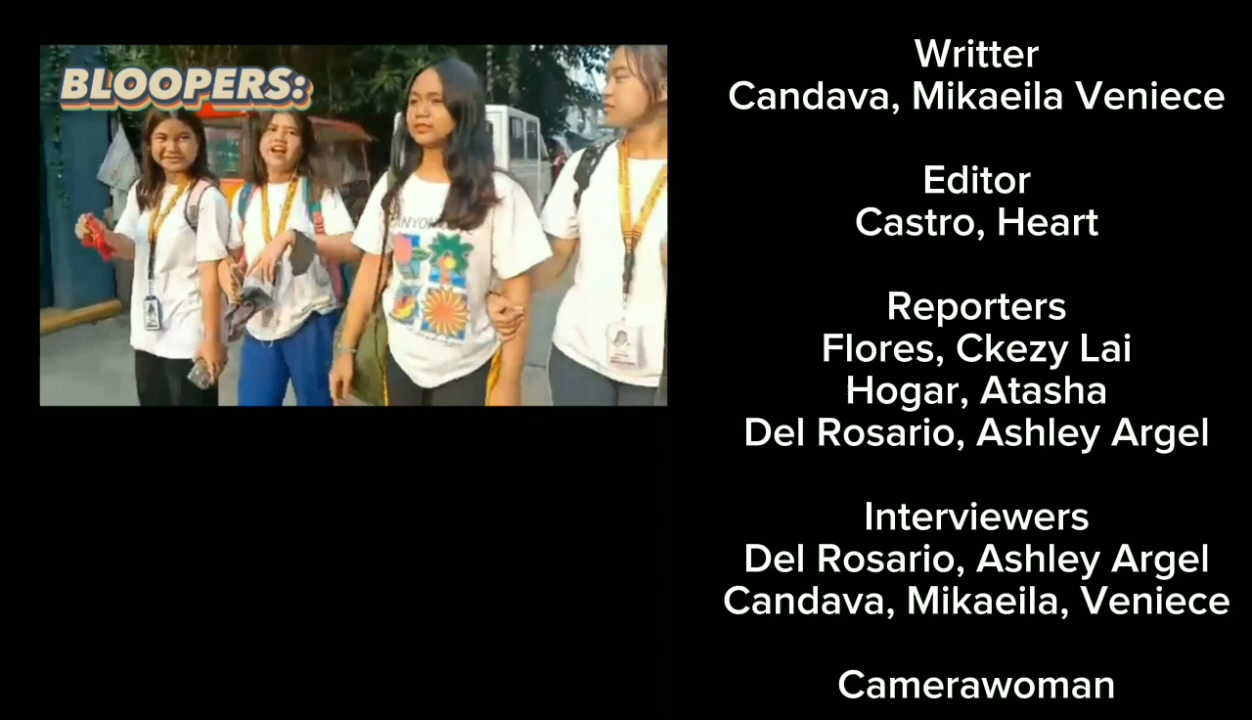 BLOOPERS:
Writter
Candava, Mikaeila Veniece
Editor
Castro, Heart
Reporters
Flores, Ckezy Lai
Hogar, Atasha
Del Rosario, Ashley Argel
Interviewers
Del Rosario, Ashley Argel
Candava, Mikaeila, Veniece
Camerawoman